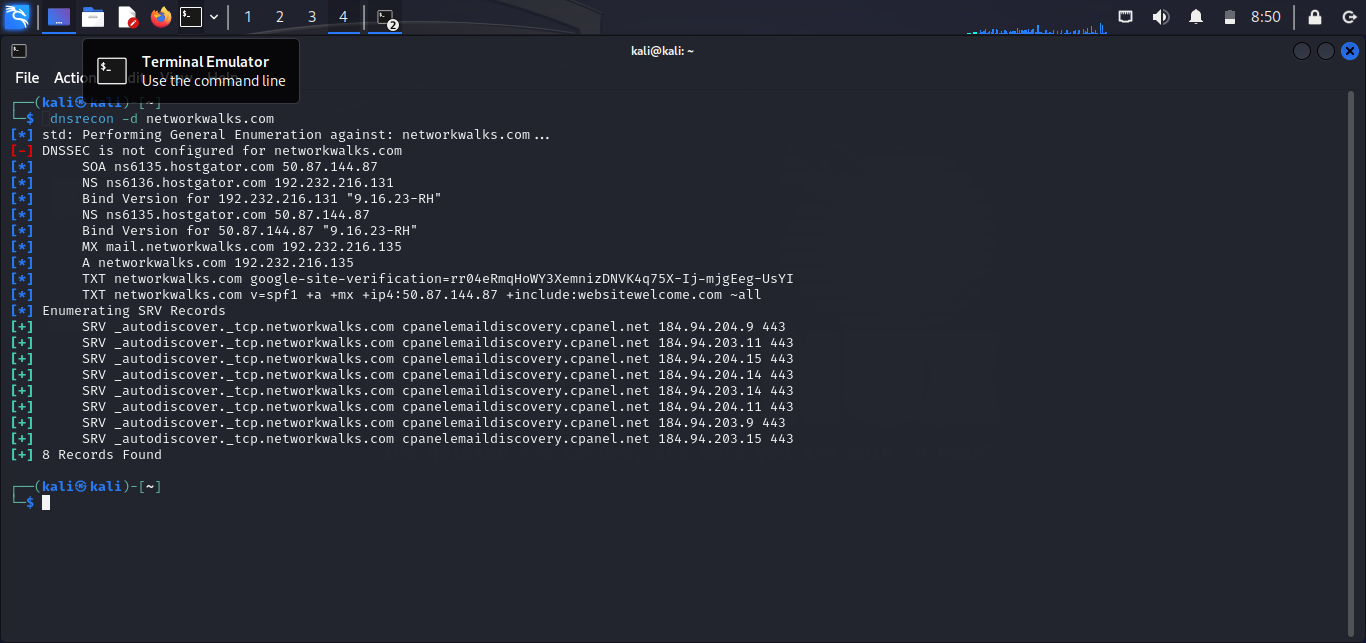 1 2 3 4 2 8:50
kali@kali: ~
Terminal Emulator
Use the command line
File Action Edit View Help
┌──(kali㉿kali)-[~]
└─$ dnsrecon -d networkwalks.com
[*] std: Performing General Enumeration against: networkwalks.com...
[-] DNSSEC is not configured for networkwalks.com
[*] SOA ns6135.hostgator.com 50.87.144.87
[*] NS ns6136.hostgator.com 192.232.216.131
[*] Bind Version for 192.232.216.131 "9.16.23-RH"
[*] NS ns6135.hostgator.com 50.87.144.87
[*] Bind Version for 50.87.144.87 "9.16.23-RH"
[*] MX mail.networkwalks.com 192.232.216.135
[*] A networkwalks.com 192.232.216.135
[*] TXT networkwalks.com google-site-verification=rr04eRmqHoWY3XemnizDNVK4q75X-Ij-mjgEeg-UsYI
[*] TXT networkwalks.com v=spf1 +a +mx +ip4:50.87.144.87 +include:websitewelcome.com ~all
[*] Enumerating SRV Records
[+] SRV _autodiscover._tcp.networkwalks.com cpanelemaildiscovery.cpanel.net 184.94.204.9 443
[+] SRV _autodiscover._tcp.networkwalks.com cpanelemaildiscovery.cpanel.net 184.94.203.11 443
[+] SRV _autodiscover._tcp.networkwalks.com cpanelemaildiscovery.cpanel.net 184.94.204.15 443
[+] SRV _autodiscover._tcp.networkwalks.com cpanelemaildiscovery.cpanel.net 184.94.204.14 443
[+] SRV _autodiscover._tcp.networkwalks.com cpanelemaildiscovery.cpanel.net 184.94.203.14 443
[+] SRV _autodiscover._tcp.networkwalks.com cpanelemaildiscovery.cpanel.net 184.94.204.11 443
[+] SRV _autodiscover._tcp.networkwalks.com cpanelemaildiscovery.cpanel.net 184.94.203.9 443
[+] SRV _autodiscover._tcp.networkwalks.com cpanelemaildiscovery.cpanel.net 184.94.203.15 443
[+] 8 Records Found
┌──(kali㉿kali)-[~]
└─$